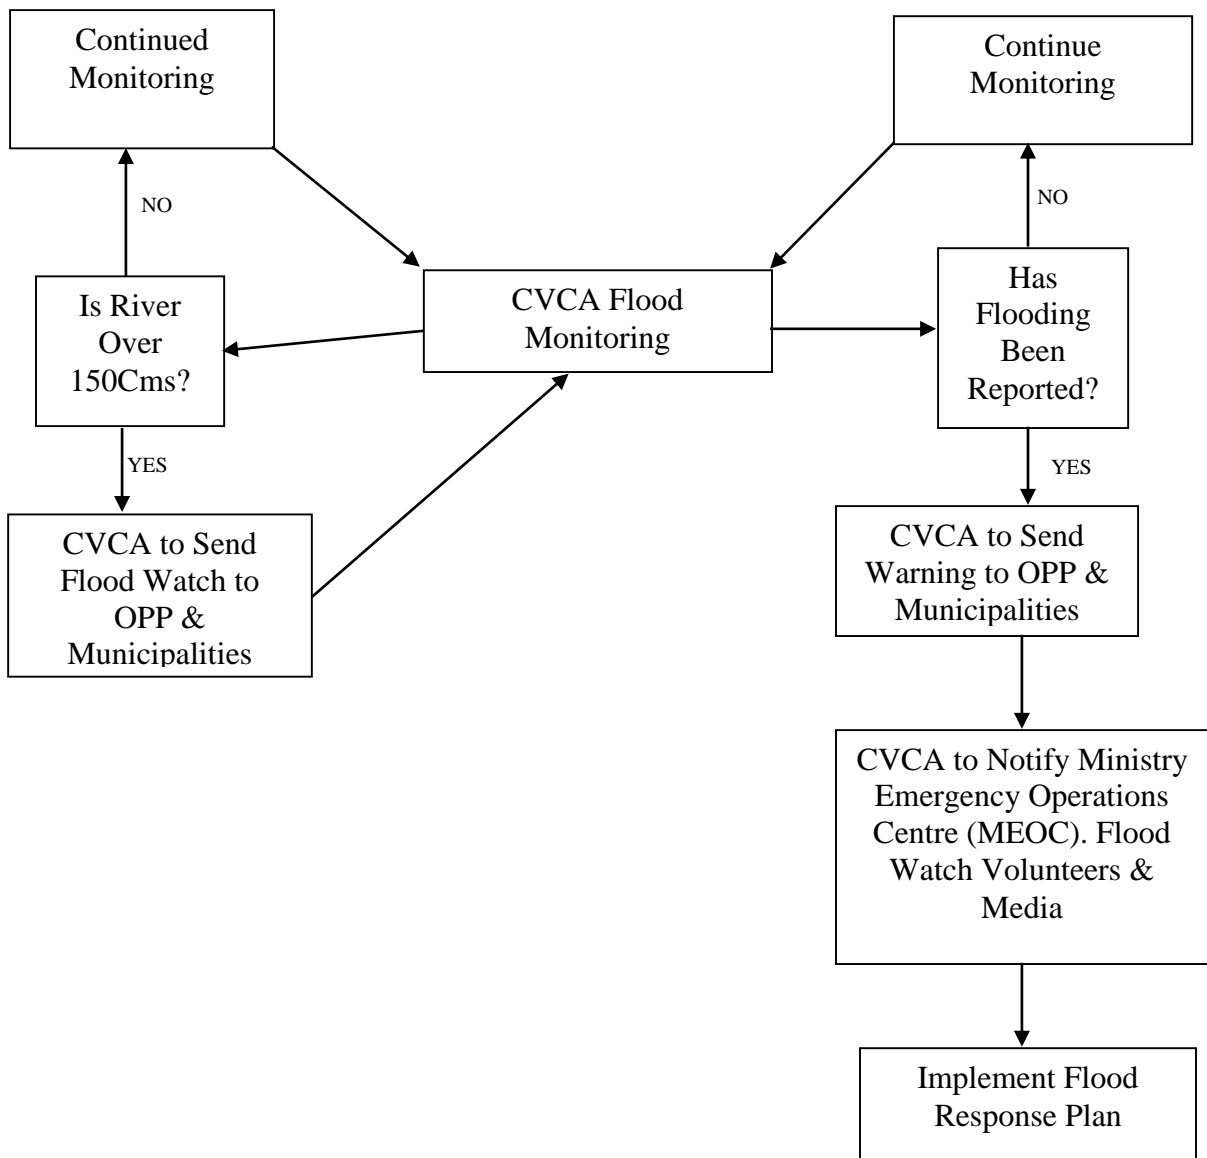 Continued
Monitoring
Continue
Monitoring
NO
NO
Is River
Over
150Cms?
CVCA Flood
Monitoring
Has
Flooding
Been
Reported?
YES
YES
CVCA to Send
Flood Watch to
OPP &
Municipalities
CVCA to Send
Warning to OPP &
Municipalities
CVCA to Notify Ministry
Emergency Operations
Centre (MEOC). Flood
Watch Volunteers &
Media
Implement Flood
Response Plan